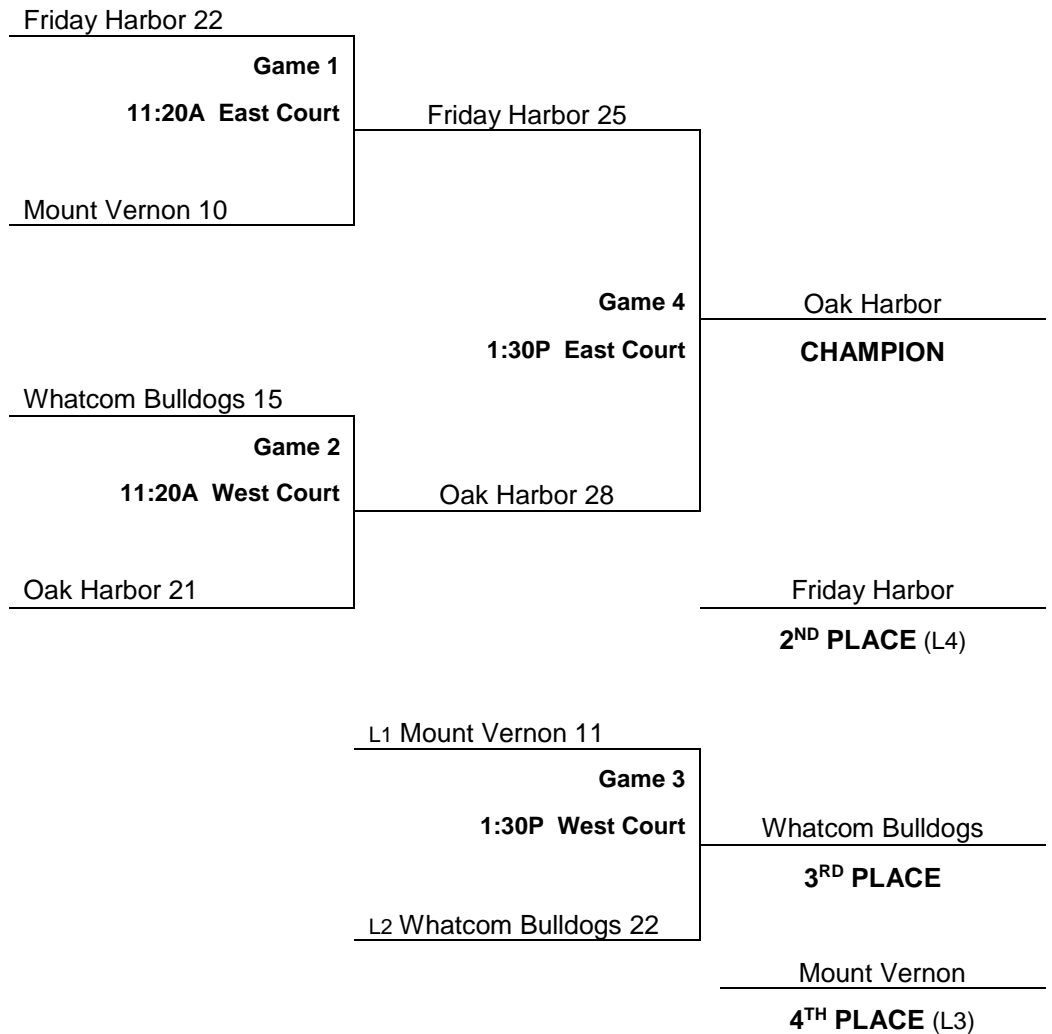 Friday Harbor 22
Game 1
11:20A East Court
Friday Harbor 25
Mount Vernon 10
Game 4
Oak Harbor
1:30P East Court
CHAMPION
Whatcom Bulldogs 15
Game 2
11:20A West Court
Oak Harbor 28
Oak Harbor 21
Friday Harbor
2ND PLACE (L4)
L1 Mount Vernon 11
Game 3
1:30P West Court
Whatcom Bulldogs
3RD PLACE
L2 Whatcom Bulldogs 22
Mount Vernon
4TH PLACE (L3)